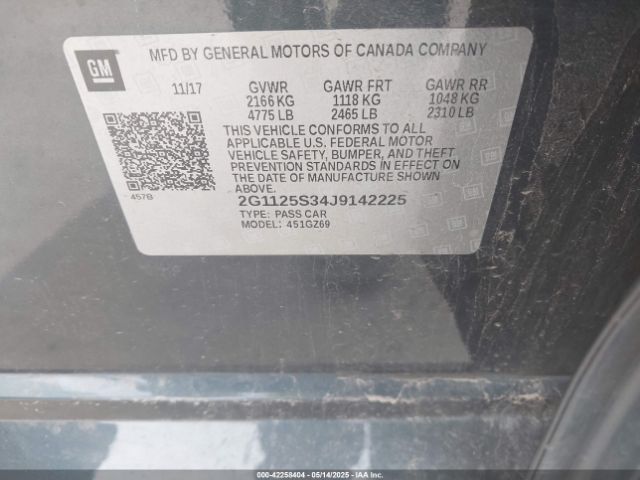 GM
MFD BY GENERAL MOTORS OF CANADA COMPANY
11/17 GVWR GAWR FRT GAWR RR
2166 KG 1118 KG 1048 KG
4775 LB 2465 LB 2310 LB
THIS VEHICLE CONFORMS TO ALL
APPLICABLE U.S. FEDERAL MOTOR
VEHICLE SAFETY, BUMPER, AND THEFT
PREVENTION STANDARDS IN EFFECT ON
THE DATE OF MANUFACTURE SHOWN
ABOVE.
457B
2G1125S34J9142225
TYPE: PASS CAR
MODEL: 451GZ69
000-42258404 - 05/14/2025 - IAAI.COM